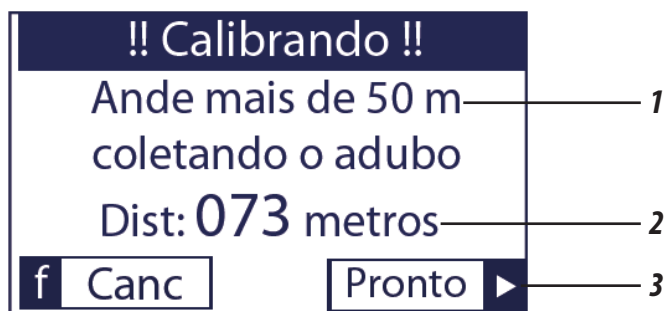 !! Calibrando !!
Ande mais de 50 m 1
coletando o adubo
Dist: 073 metros 2
f Canc Pronto ▶ 3